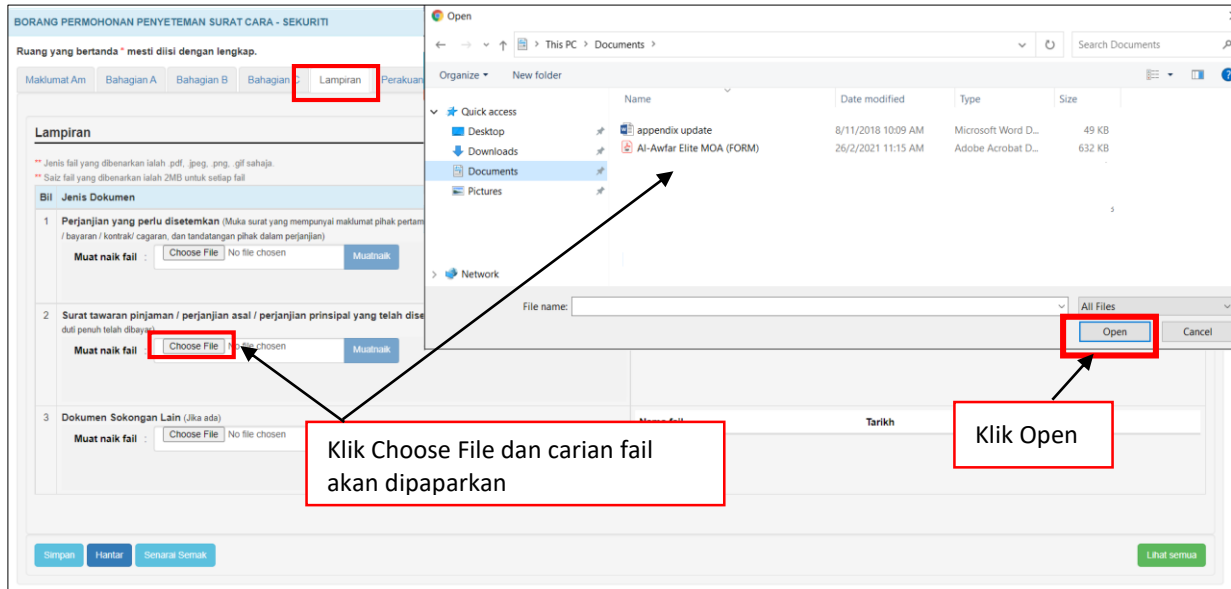 BORANG PERMOHONAN PENYETEMAN SURAT CARA - SEKURITI
Ruang yang bertanda * mesti diisi dengan lengkap.
Maklumat Am Bahagian A Bahagian B Bahagian C Lampiran Perakuan
Lampiran
** Jenis fail yang dibenarkan ialah .pdf, .jpeg, .png, .gif sahaja.
** Saiz fail yang dibenarkan ialah 2MB untuk setiap fail
Bil Jenis Dokumen
1 Perjanjian yang perlu disetemkan (Muka surat yang mempunyai maklumat pihak pertam
/ bayaran / kontrak/ cagaran, dan tandatangan pihak dalam perjanjian)
Muat naik fail : Choose File No file chosen Muatnaik
2 Surat tawaran pinjaman / perjanjian asal / perjanjian prinsipal yang telah dise
duti penuh telah dibayar)
Muat naik fail : Choose File No file chosen Muatnaik
3 Dokumen Sokongan Lain (Jika ada)
Muat naik fail : Choose File No file chosen
Nama fail Tarikh
Simpan Hantar Senarai Semak Lihat semua
Open
This PC > Documents >
Search Documents
Organize New folder
Name Date modified Type Size
Quick access
Desktop
Downloads
Documents
Pictures
Network
appendix update 8/11/2018 10:09 AM Microsoft Word D... 49 KB
Al-Awfar Elite MOA (FORM) 26/2/2021 11:15 AM Adobe Acrobat D... 632 KB
File name: All Files
Open Cancel
Klik Choose File dan carian fail
akan dipaparkan
Klik Open